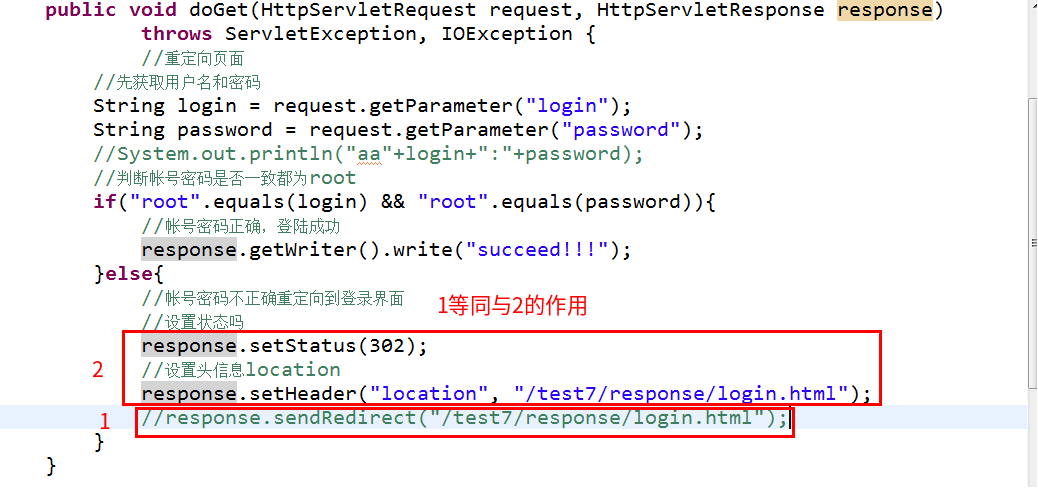 public void doGet(HttpServletRequest request, HttpServletResponse response)
throws ServletException, IOException {
//重定向页面
//先获取用户名和密码
String login = request.getParameter("login");
String password = request.getParameter("password");
//System.out.println("aa"+login+":"+password);
//判断帐号密码是否一致都为root
if("root".equals(login) && "root".equals(password)){
//帐号密码正确，登陆成功
response.getWriter().write("succeed!!!");
}else{
//帐号密码不正确重定向到登录界面
1等同与2的作用
//设置状态吗
response.setStatus(302);
2 //设置头信息location
response.setHeader("location", "/test7/response/login.html");
1 //response.sendRedirect("/test7/response/login.html");
}
}